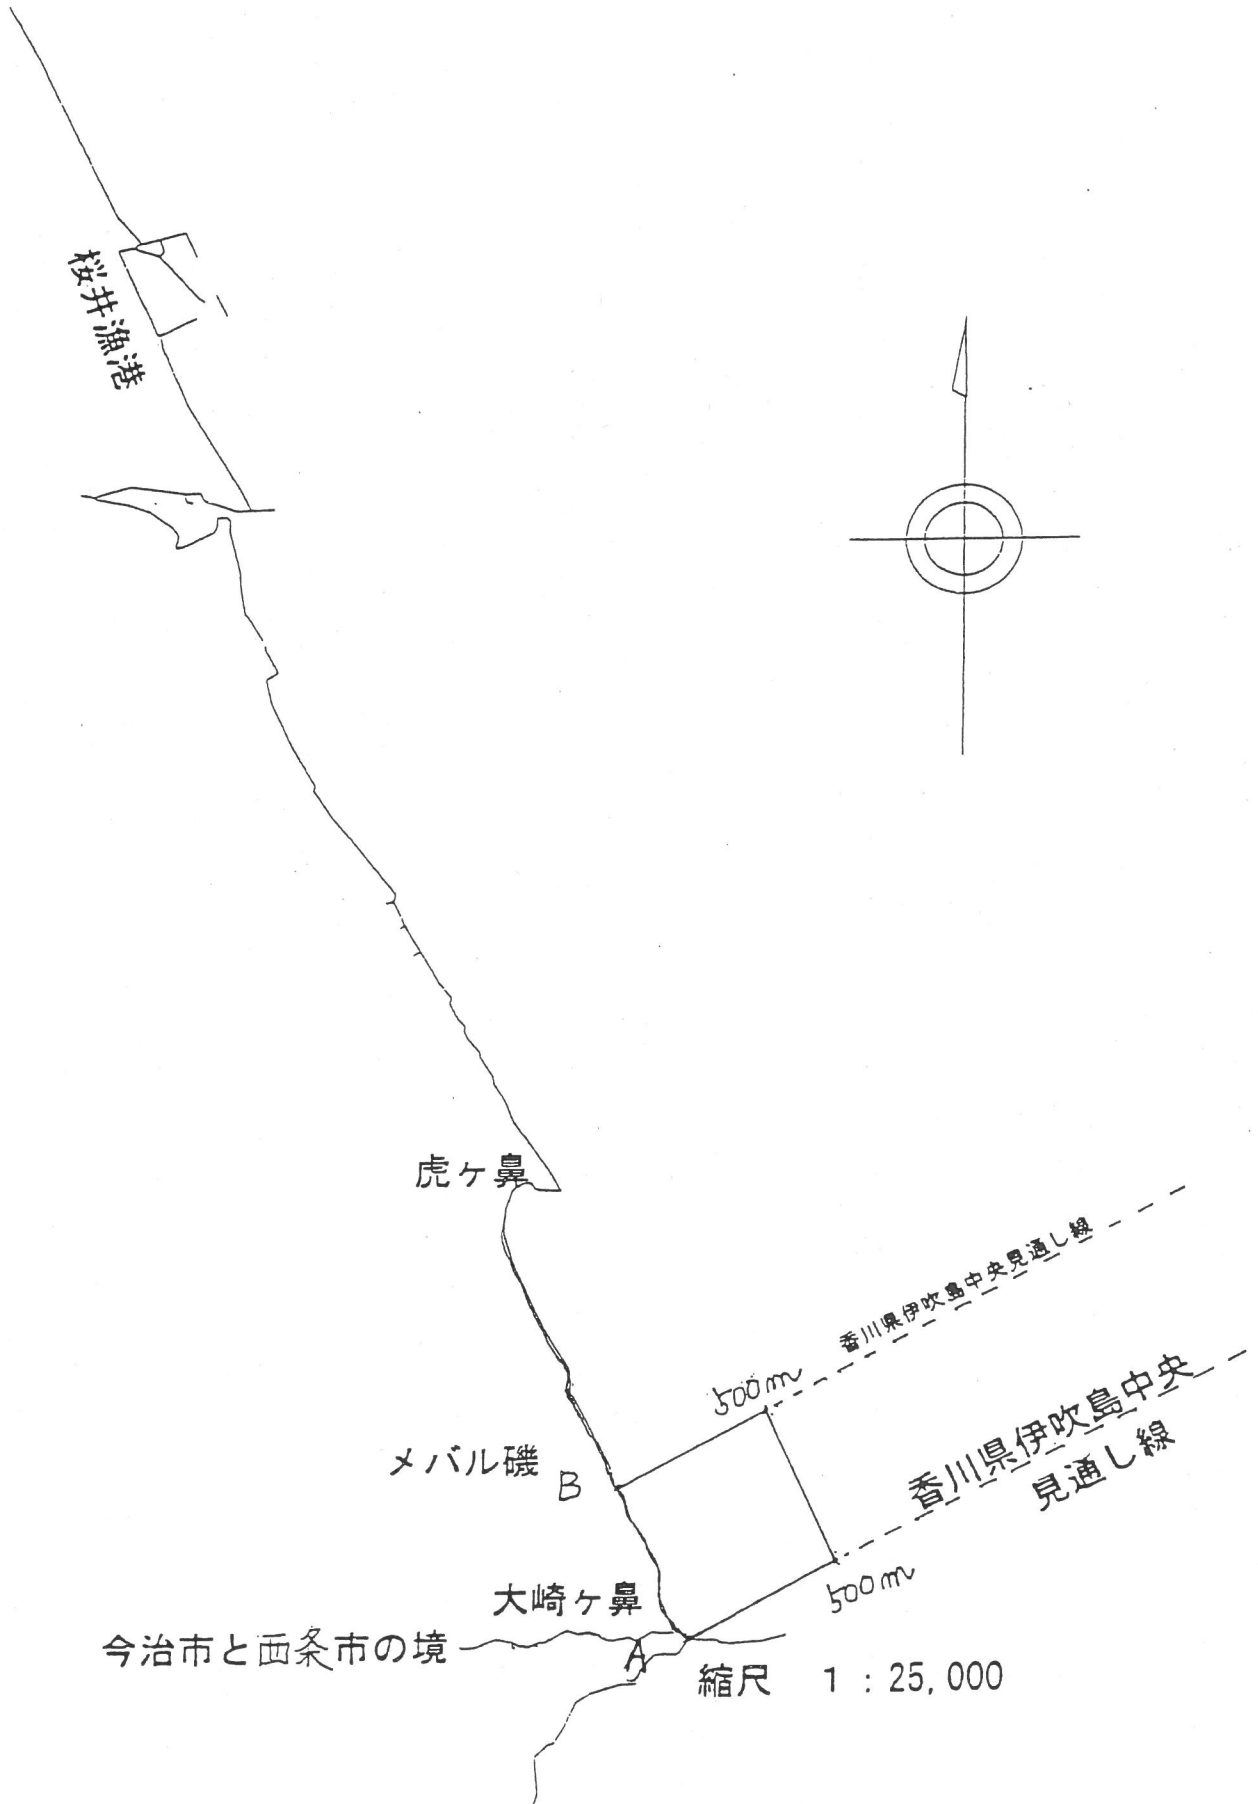 桜井漁港
虎ケ鼻
香川県伊吹島中央見通し線
500m
香川県伊吹島中央
見通し線
メバル磯
B
500m
大崎ケ鼻
今治市と西条市の境
A
縮尺 1:25,000